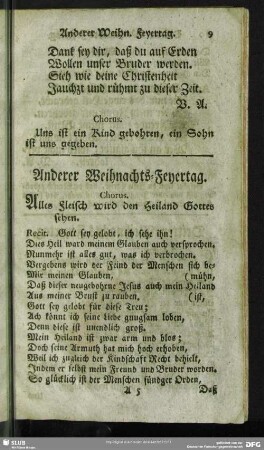 Anderer Weihn. Feyertag. 9
Dank sey dir, daß du auf Erden
Wollen unser Bruder werden.
Sieh wie deine Christenheit
Jauchzt und rühmt zu dieser Zeit.
V. A.
Chorus.
Uns ist ein Kind gebohren, ein Sohn
ist uns gegeben.
Anderer Weihnachts-Feyertag.
Chorus.
Alles Fleisch wird den Heiland Gottes
sehen.
Recit. Gott sey gelobt, ich sehe ihn!
Dies Heil ward meinem Glauben auch versprochen,
Nunmehr ist alles gut, was ich verbrochen.
Vergebens wird der Feind der Menschen sich be-
Mir meinen Glauben, (mühn,
Daß dieser neugebohrne Jesus auch mein Heiland
Aus meiner Brust zu rauben, (ist,
Gott sey gelobt für diese Treu;
Ach könnt ich seine Liebe gnugsam loben,
Denn diese ist unendlich groß.
Mein Heiland ist zwar arm und blos;
Doch seine Armuth hat mich hoch erhoben,
Weil ich zugleich der Kindschaft Recht behielt,
Indem er selbst mein Freund und Bruder worden.
So glücklich ist der Menschen sündger Orden,
A 5 Daß
DFG